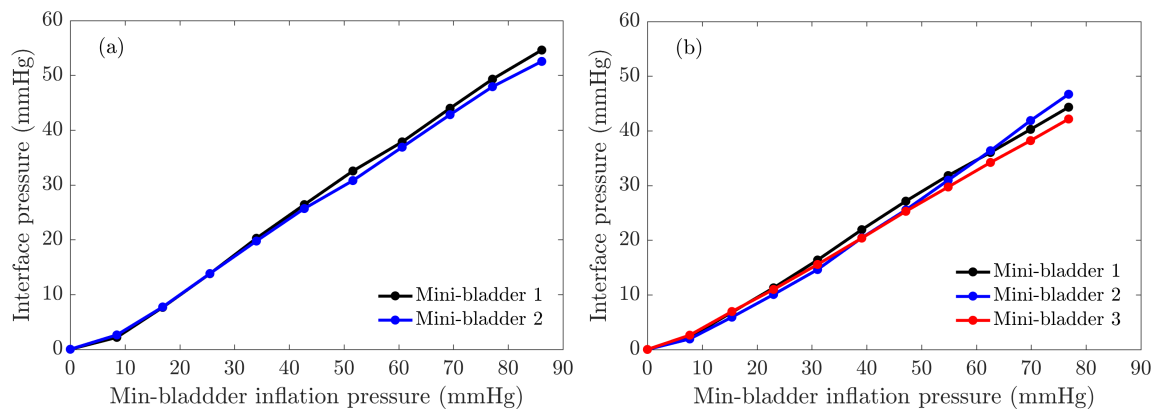 (a)
Interface pressure (mmHg)
60
50
40
30
20
10
0
0 10 20 30 40 50 60 70 80 90
Min-bladdder inflation pressure (mmHg)
Mini-bladder 1
Mini-bladder 2
(b)
Interface pressure (mmHg)
60
50
40
30
20
10
0
0 10 20 30 40 50 60 70 80 90
Min-bladder inflation pressure (mmHg)
Mini-bladder 1
Mini-bladder 2
Mini-bladder 3